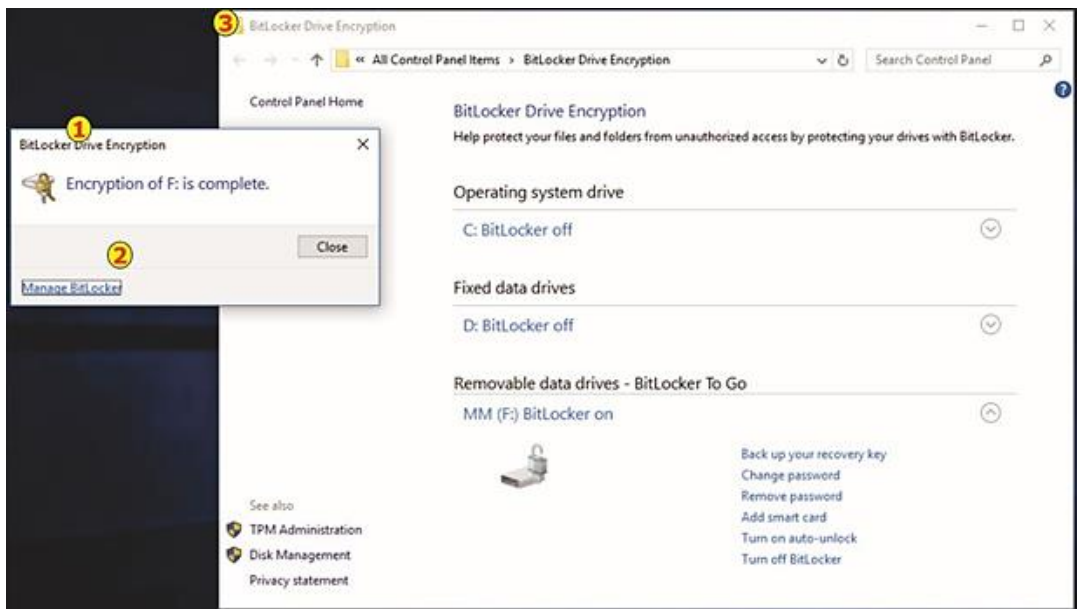 3 BitLocker Drive Encryption
« All Control Panel Items › BitLocker Drive Encryption
Search Control Panel
?
Control Panel Home
BitLocker Drive Encryption
Help protect your files and folders from unauthorized access by protecting your drives with BitLocker.
1
BitLocker Drive Encryption
Encryption of F: is complete.
2
Close
Manage BitLocker
Operating system drive
C: BitLocker off
Fixed data drives
D: BitLocker off
Removable data drives - BitLocker To Go
MM (F:) BitLocker on
Back up your recovery key
Change password
Remove password
Add smart card
Turn on auto-unlock
Turn off BitLocker
See also
TPM Administration
Disk Management
Privacy statement